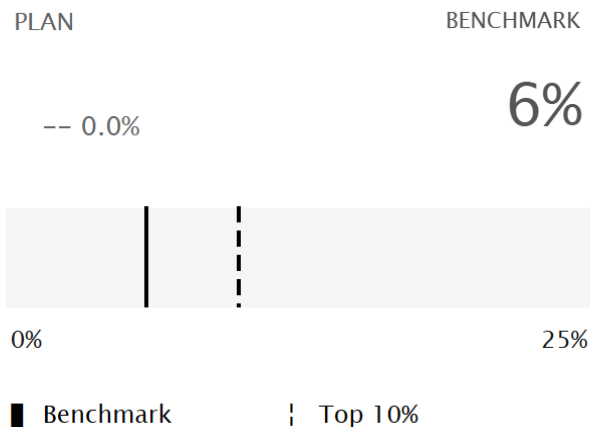 PLAN
BENCHMARK
-- 0.0%
6%
0%
25%
Benchmark
Top 10%